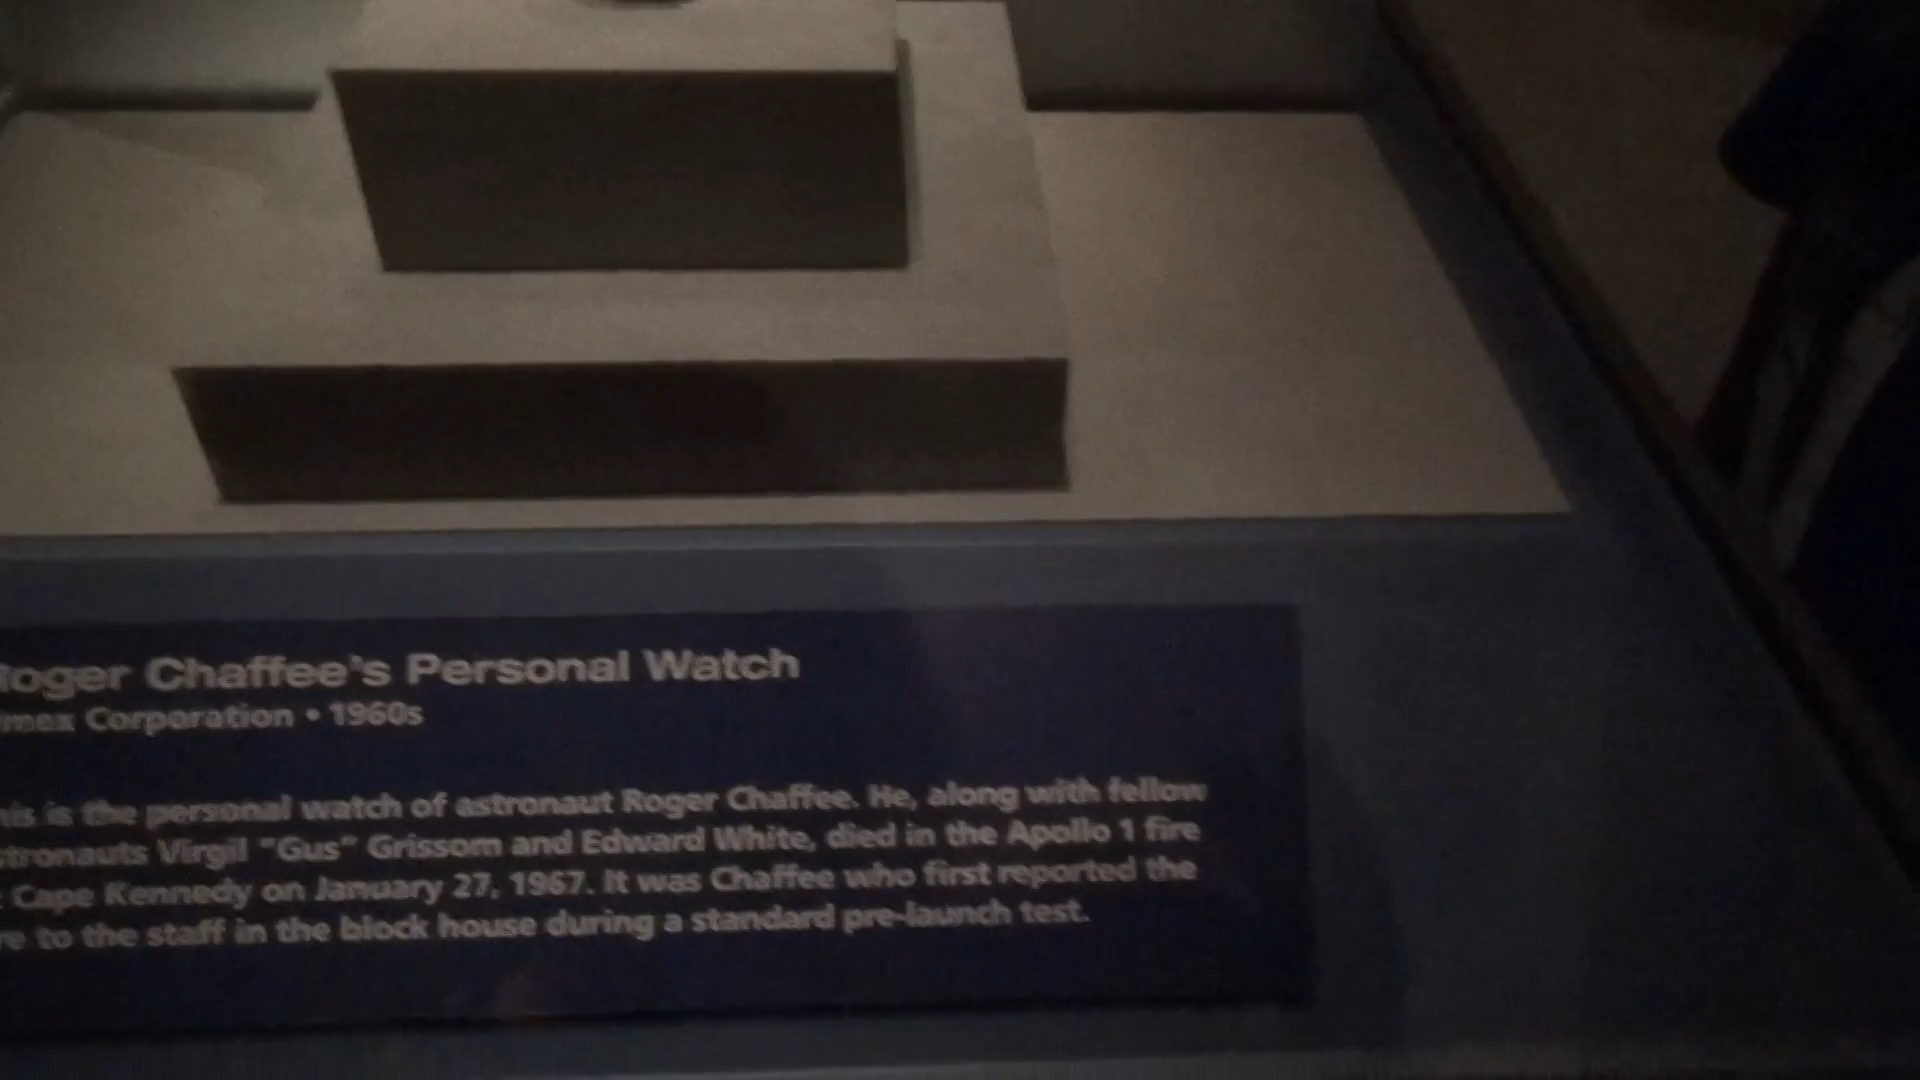 Roger Chaffee's Personal Watch
Corporation • 1960s
is the personal watch of astronaut Roger Chaffee. He, along with fellow
astronauts Virgil "Gus" Grissom and Edward White, died in the Apollo 1 fire
Cape Kennedy on January 27, 1967. It was Chaffee who first reported the
to the staff in the block house during a standard pre-launch test.